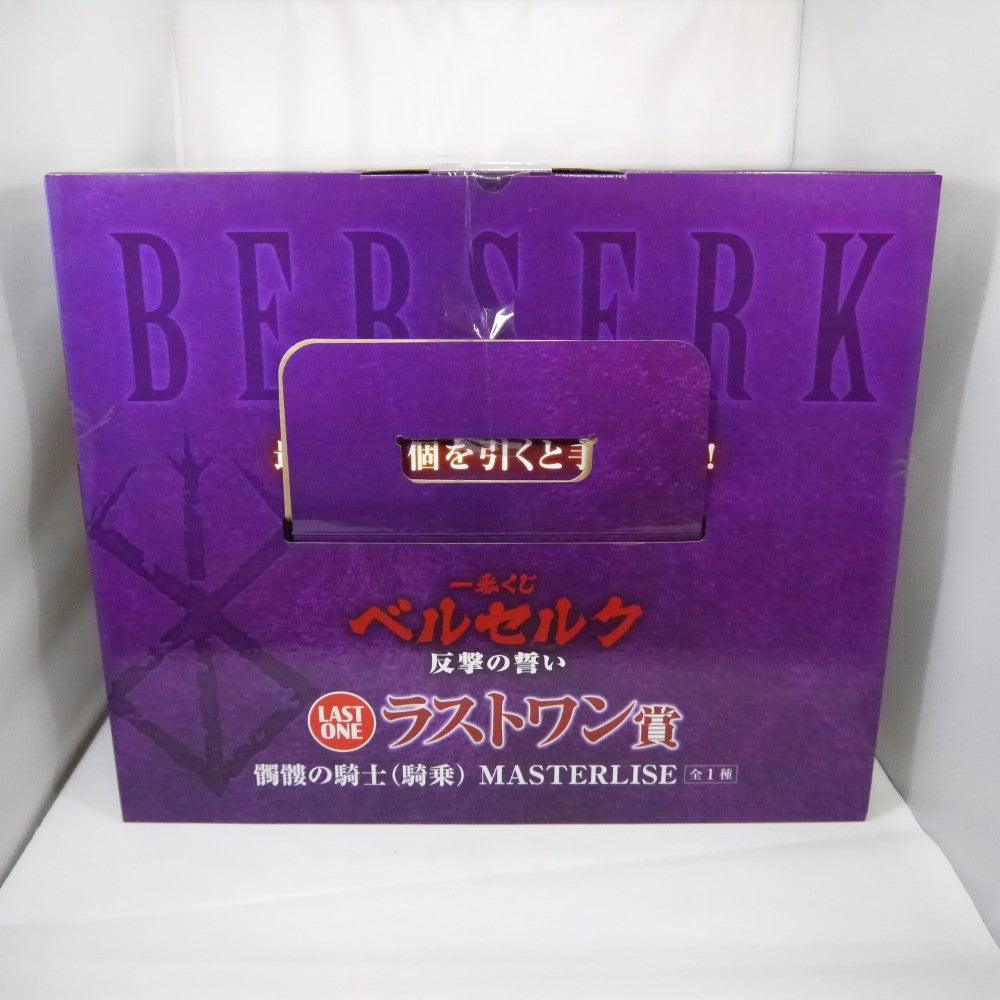 BERSERK
個を引くと手
!
一番くじ
ベルセルク
反撃の誓い
LAST ONE
ラストワン賞
髑髏の騎士(騎乗) MASTERLISE 全1種